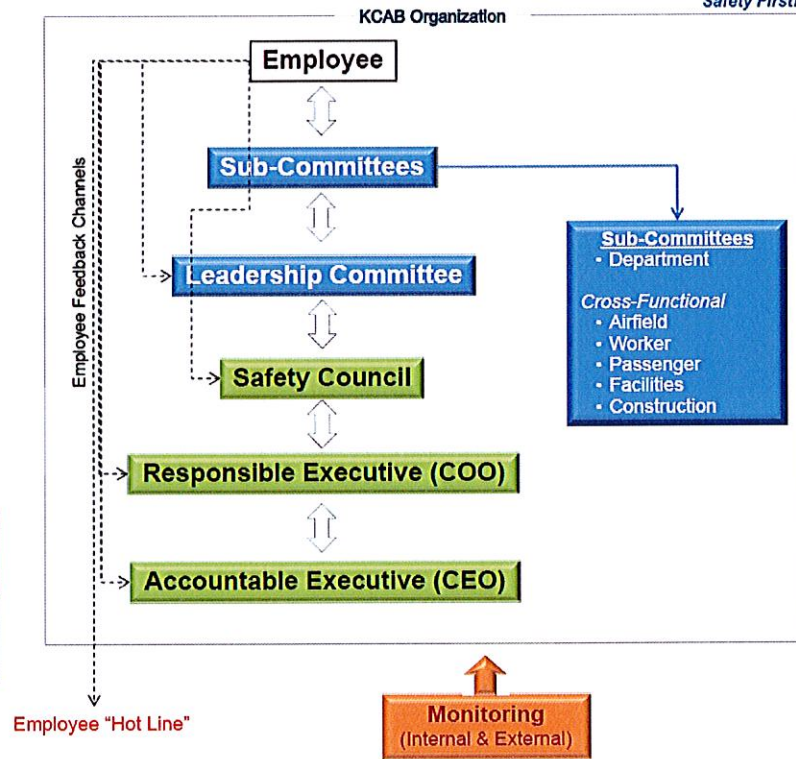 Safety First!
KCAB Organization
Employee
Sub-Committees
Leadership Committee
Safety Council
Responsible Executive (COO)
Accountable Executive (CEO)
Employee Feedback Channels
Sub-Committees
• Department
Cross-Functional
• Airfield
• Worker
• Passenger
• Facilities
• Construction
Employee “Hot Line”
Monitoring
(Internal & External)